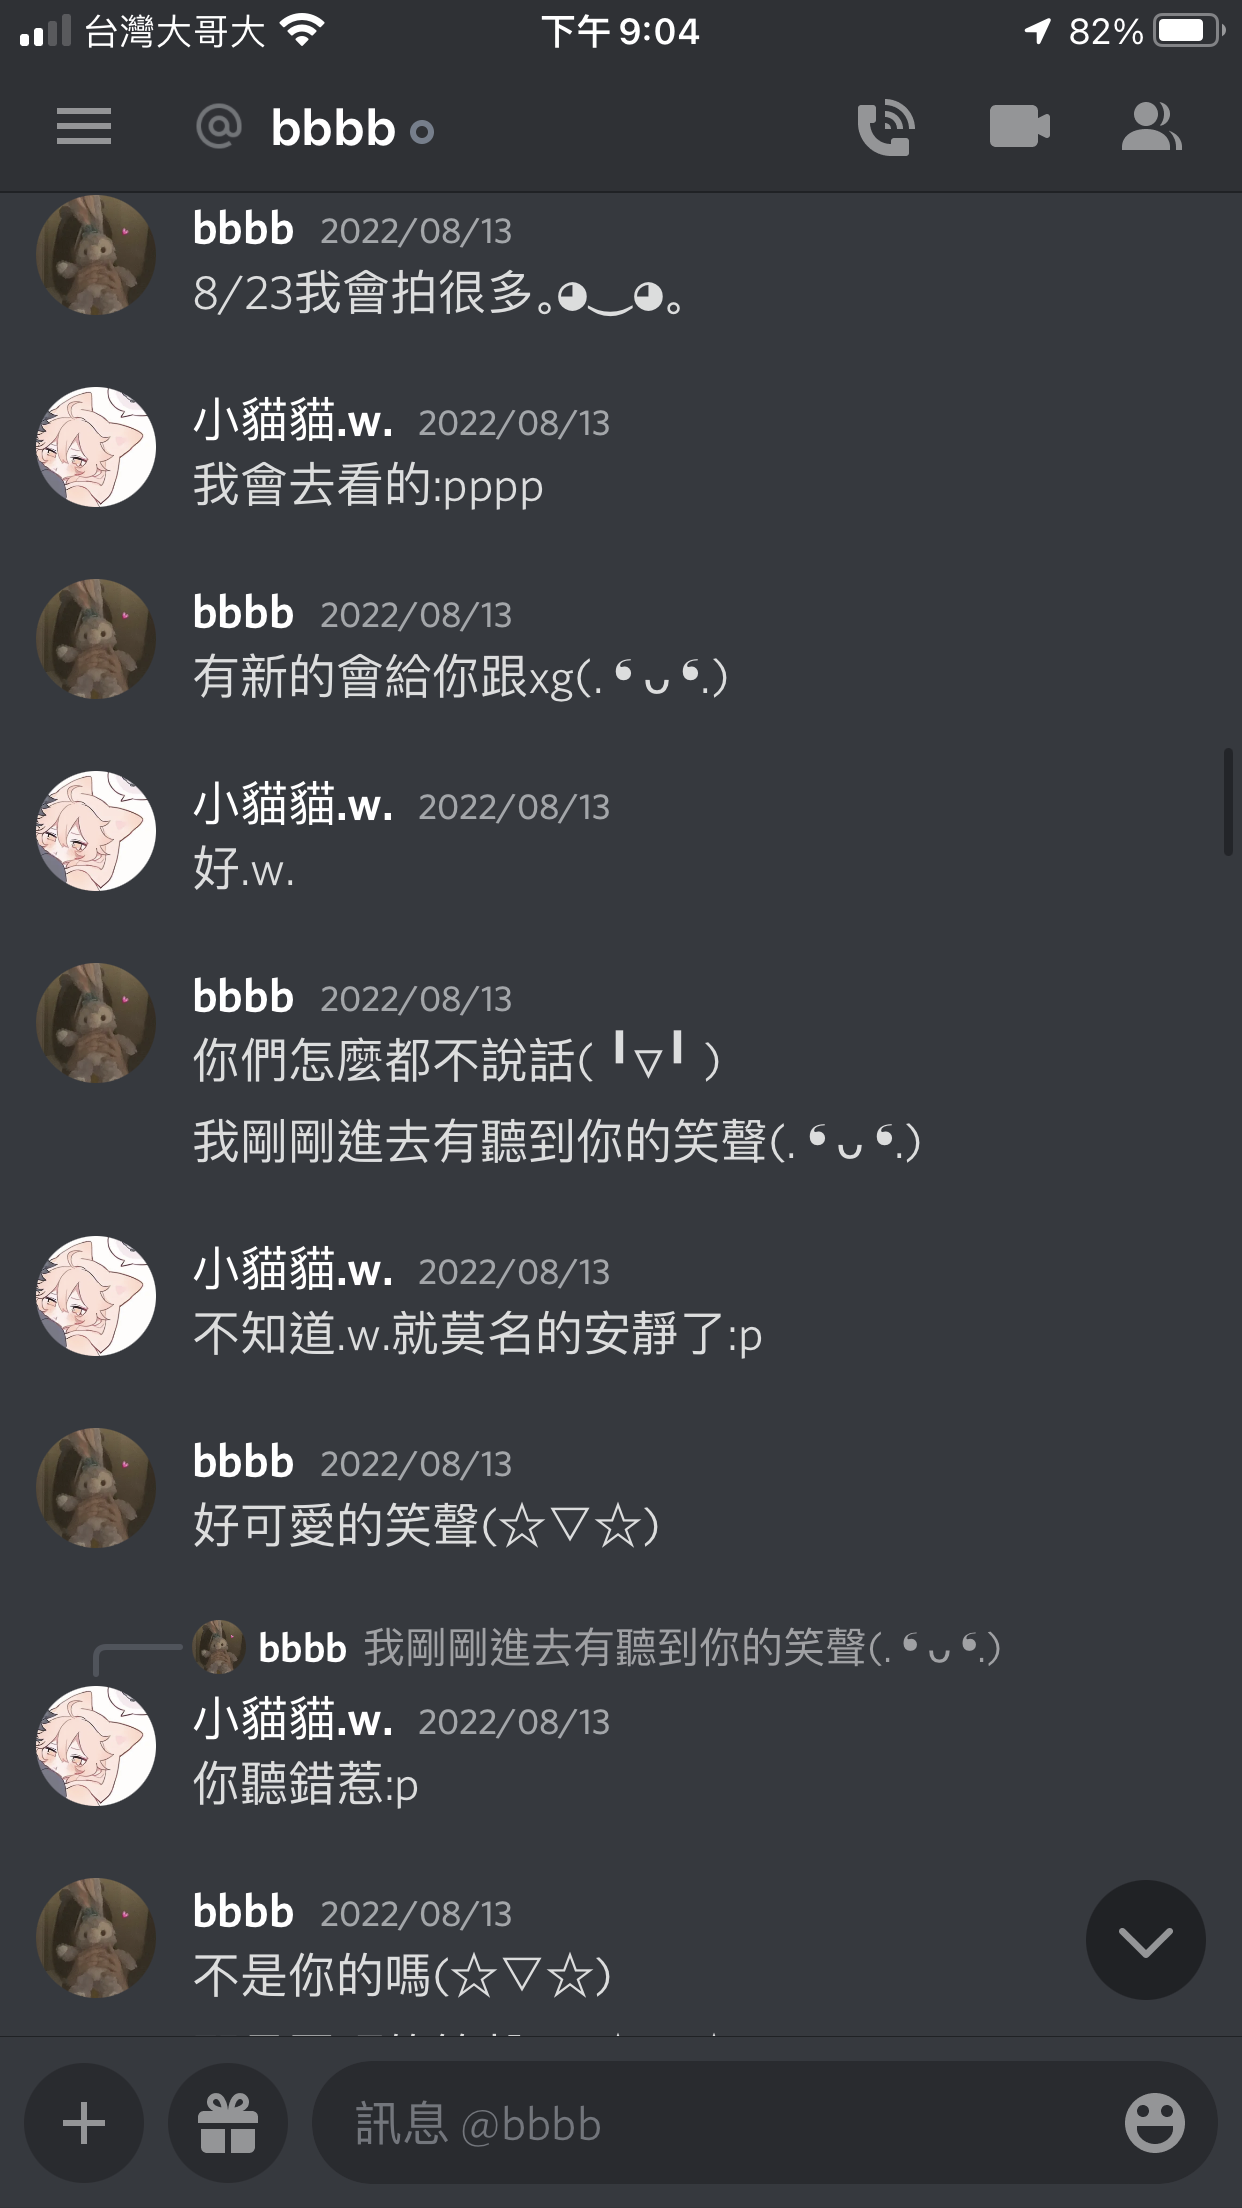 台灣大哥大 下午 9:04 82%
@ bbbb
bbbb 2022/08/13
8/23我會拍很多｡◕‿◕｡
小貓貓.w. 2022/08/13
我會去看的:pppp
bbbb 2022/08/13
有新的會給你跟xg(.❛ ᴗ ❛.)
小貓貓.w. 2022/08/13
好.w.
bbbb 2022/08/13
你們怎麼都不說話( ╹▽╹ )
我剛剛進去有聽到你的笑聲(.❛ ᴗ ❛.)
小貓貓.w. 2022/08/13
不知道.w.就莫名的安靜了:p
bbbb 2022/08/13
好可愛的笑聲(☆▽☆)
bbbb 我剛剛進去有聽到你的笑聲(.❛ ᴗ ❛.)
小貓貓.w. 2022/08/13
你聽錯惹:p
bbbb 2022/08/13
不是你的嗎(☆▽☆)
訊息 @bbbb